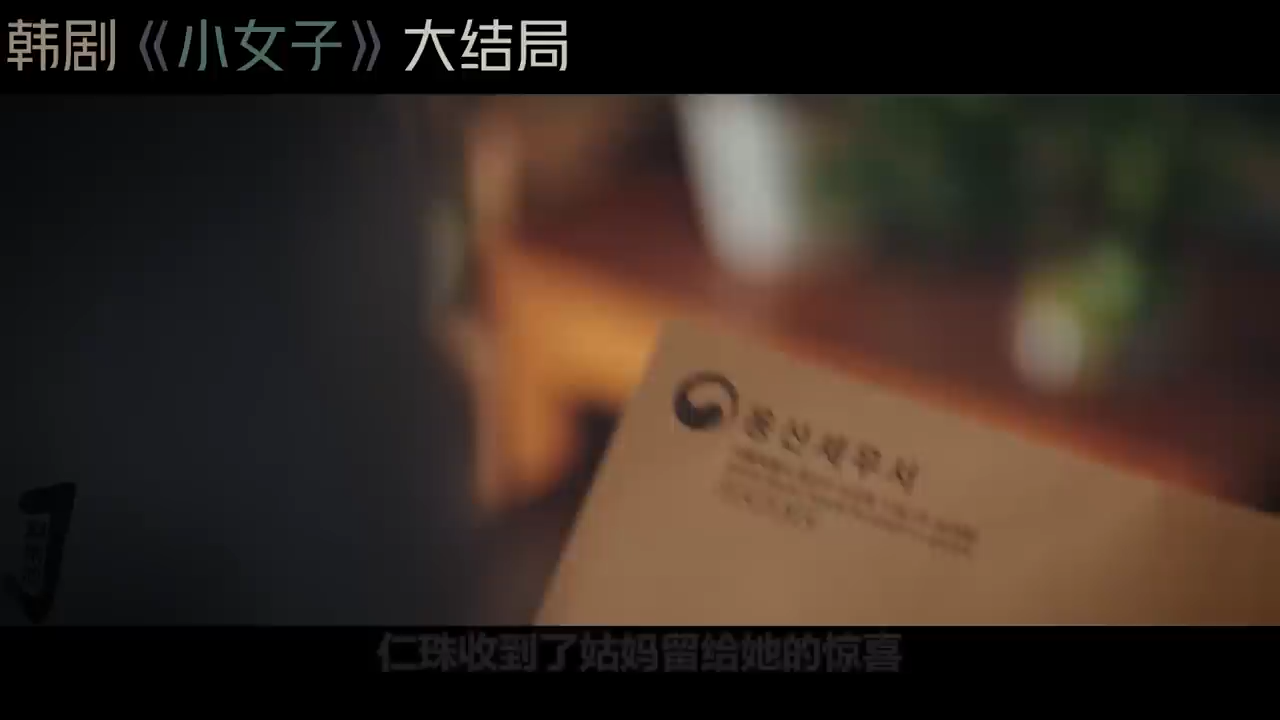 韩剧《小女子》大结局
용산세무서
仁珠收到了姑妈留给她的惊喜